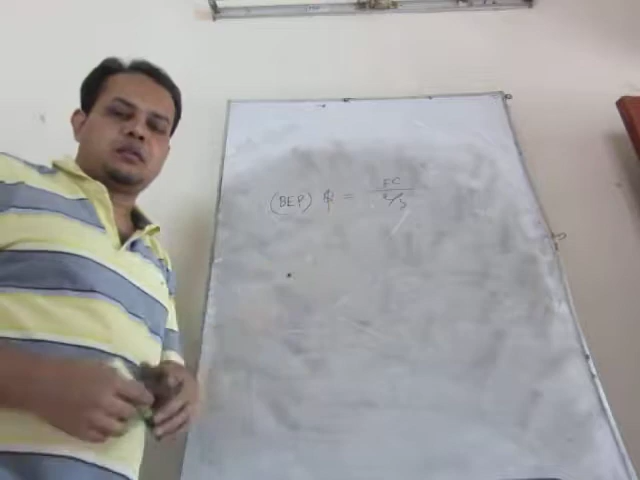 (BEP) ₹ = FC / c/s